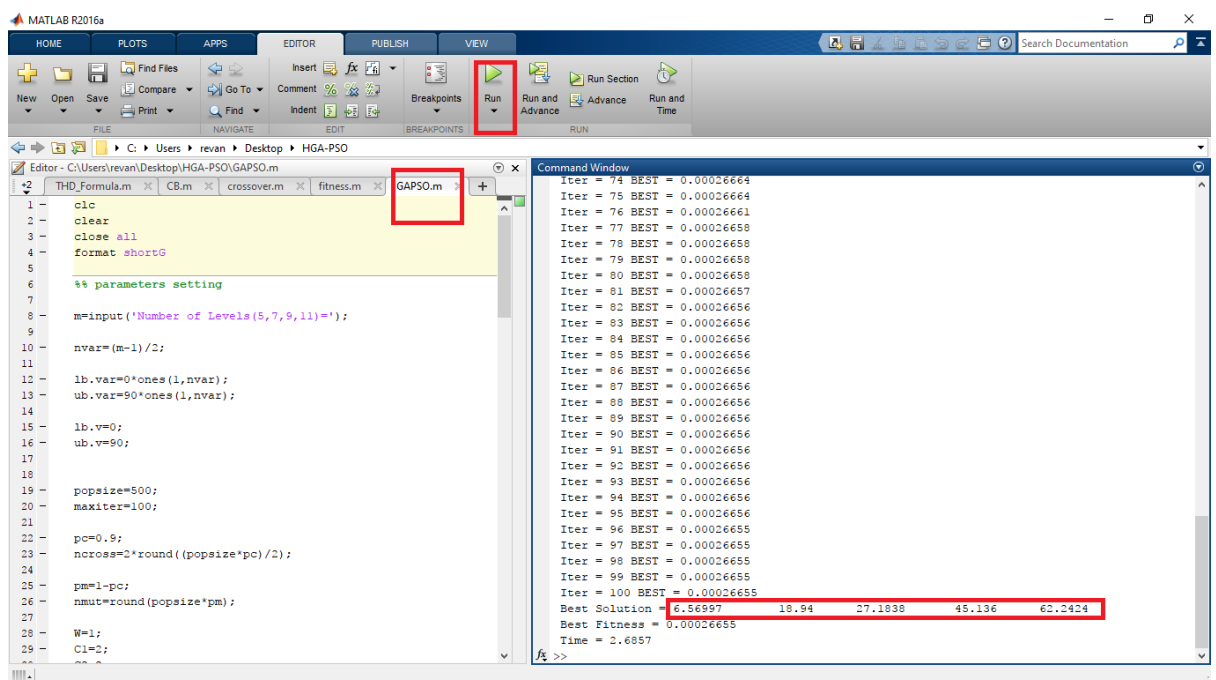 MATLAB R2016a
HOME PLOTS APPS EDITOR PUBLISH VIEW
Search Documentation
New Open Save Find Files Compare Print
Go To Find
Insert fx
Comment %
Indent
Breakpoints Run Run and Advance Run Section Advance Run and Time
FILE NAVIGATE EDIT BREAKPOINTS RUN
C: Users revan Desktop HGA-PSO
Editor - C:\Users\revan\Desktop\HGA-PSO\GAPSO.m
+2 THD_Formula.m CB.m crossover.m fitness.m GAPSO.m +
1 - clc
2 - clear
3 - close all
4 - format shortG
5
6 %% parameters setting
7
8 - m=input('Number of Levels(5,7,9,11)=');
9
10 - nvar=(m-1)/2;
11
12 - lb.var=0*ones(1,nvar);
13 - ub.var=90*ones(1,nvar);
14
15 - lb.v=0;
16 - ub.v=90;
17
18
19 - popsize=500;
20 - maxiter=100;
21
22 - pc=0.9;
23 - ncross=2*round((popsize*pc)/2);
24
25 - pm=1-pc;
26 - nmut=round(popsize*pm);
27
28 - W=1;
29 - C1=2;
Command Window
Iter = 74 BEST = 0.00026664
Iter = 75 BEST = 0.00026664
Iter = 76 BEST = 0.00026661
Iter = 77 BEST = 0.00026658
Iter = 78 BEST = 0.00026658
Iter = 79 BEST = 0.00026658
Iter = 80 BEST = 0.00026658
Iter = 81 BEST = 0.00026657
Iter = 82 BEST = 0.00026656
Iter = 83 BEST = 0.00026656
Iter = 84 BEST = 0.00026656
Iter = 85 BEST = 0.00026656
Iter = 86 BEST = 0.00026656
Iter = 87 BEST = 0.00026656
Iter = 88 BEST = 0.00026656
Iter = 89 BEST = 0.00026656
Iter = 90 BEST = 0.00026656
Iter = 91 BEST = 0.00026656
Iter = 92 BEST = 0.00026656
Iter = 93 BEST = 0.00026656
Iter = 94 BEST = 0.00026656
Iter = 95 BEST = 0.00026656
Iter = 96 BEST = 0.00026655
Iter = 97 BEST = 0.00026655
Iter = 98 BEST = 0.00026655
Iter = 99 BEST = 0.00026655
Iter = 100 BEST = 0.00026655
Best Solution = 6.56997 18.94 27.1838 45.136 62.2424
Best Fitness = 0.00026655
Time = 2.6857
fx >>